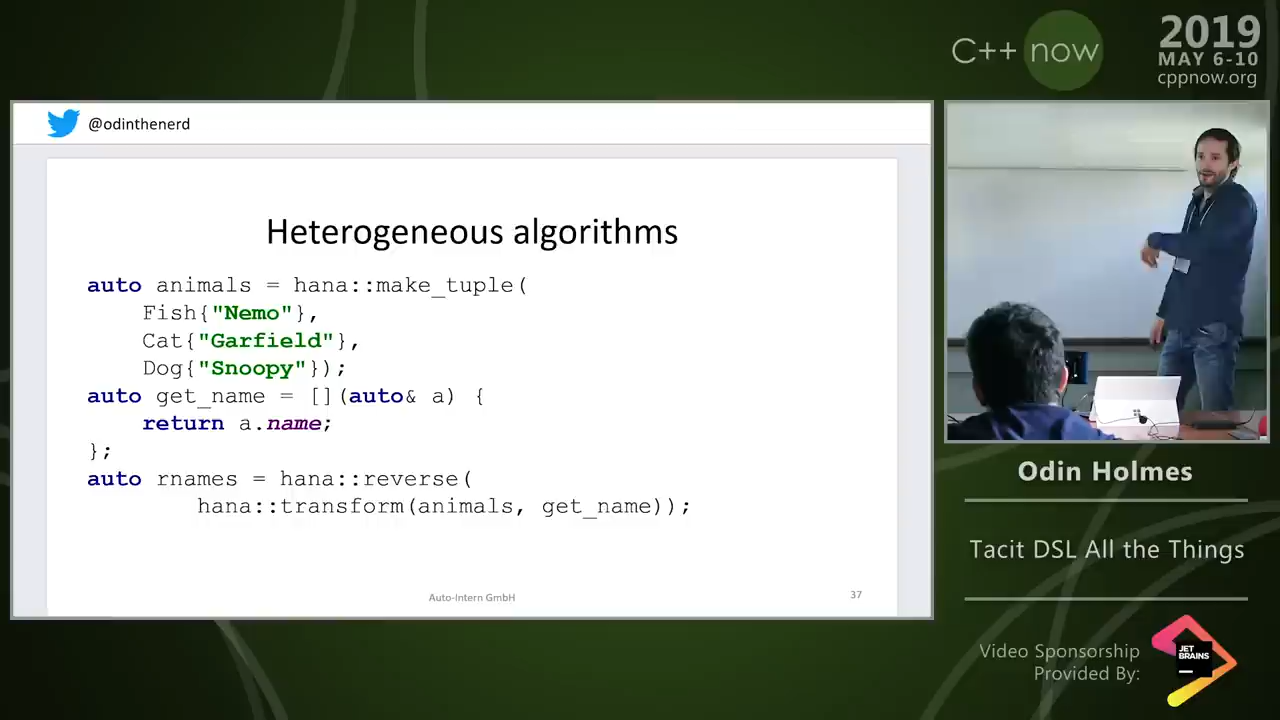 C++ now
2019
MAY 6-10
cppnow.org
@odinthenerd
Heterogeneous algorithms
auto animals = hana::make_tuple(
Fish{"Nemo"},
Cat{"Garfield"},
Dog{"Snoopy"});
auto get_name = [](auto& a) {
return a.name;
};
auto rnames = hana::reverse(
hana::transform(animals, get_name));
Auto-Intern GmbH
37
Odin Holmes
Tacit DSL All the Things
Video Sponsorship
Provided By:
JET
BRAINS